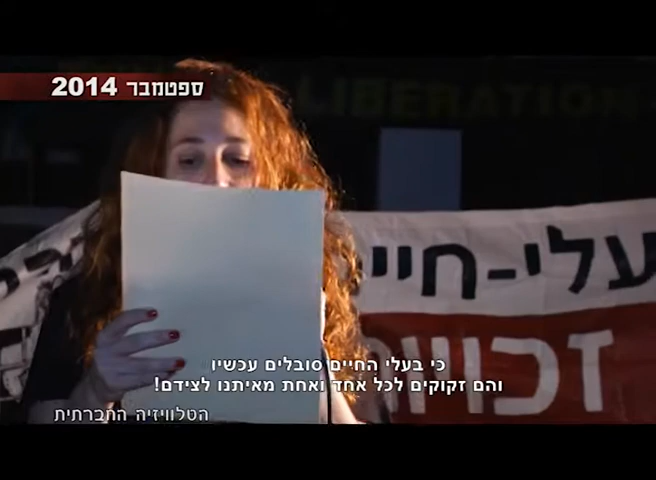 ספטמבר 2014
LIBERATION
בעלי-חיים
זכויות
כי בעלי החיים סובלים עכשיו
והם זקוקים לכל אחד ואחת מאיתנו לצידם!
הטלוויזיה החברתית